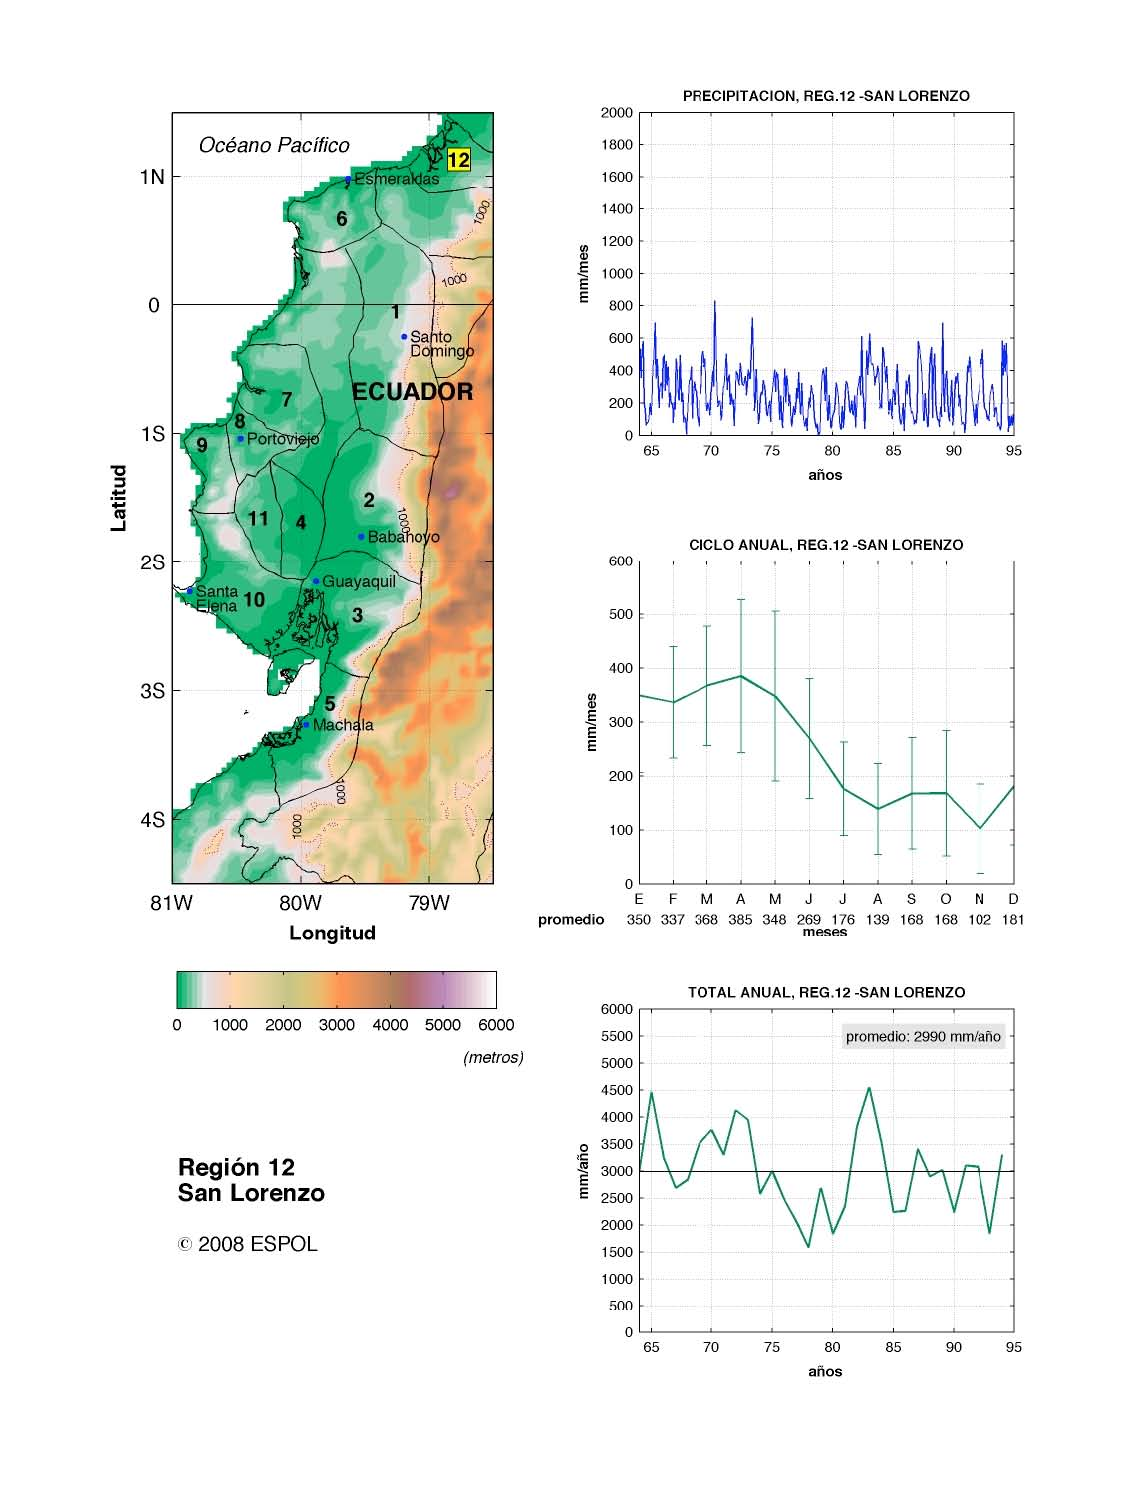 Océano Pacífico
12
1N
Esmeraldas
6
1000
1000
0
1
Santo
Domingo
ECUADOR
7
8
1S
9
Portoviejo
2
11
4
1000
Babahoyo
2S
Guayaquil
Santa
Elena
10
3
3S
5
Machala
1000
1000
4S
81W
80W
79W
Latitud
Longitud
0
1000
2000
3000
4000
5000
6000
(metros)
Región 12
San Lorenzo
© 2008 ESPOL
PRECIPITACION, REG.12 -SAN LORENZO
2000
1800
1600
1400
1200
1000
800
600
400
200
0
mm/mes
65
70
75
80
85
90
95
años
CICLO ANUAL, REG.12 -SAN LORENZO
600
500
400
300
200
100
0
mm/mes
E F M A M J J A S O N D
promedio 350 337 368 385 348 269 176 139 168 168 102 181
meses
TOTAL ANUAL, REG.12 -SAN LORENZO
6000
5500
5000
4500
4000
3500
3000
2500
2000
1500
1000
500
0
promedio: 2990 mm/año
mm/año
65
70
75
80
85
90
95
años